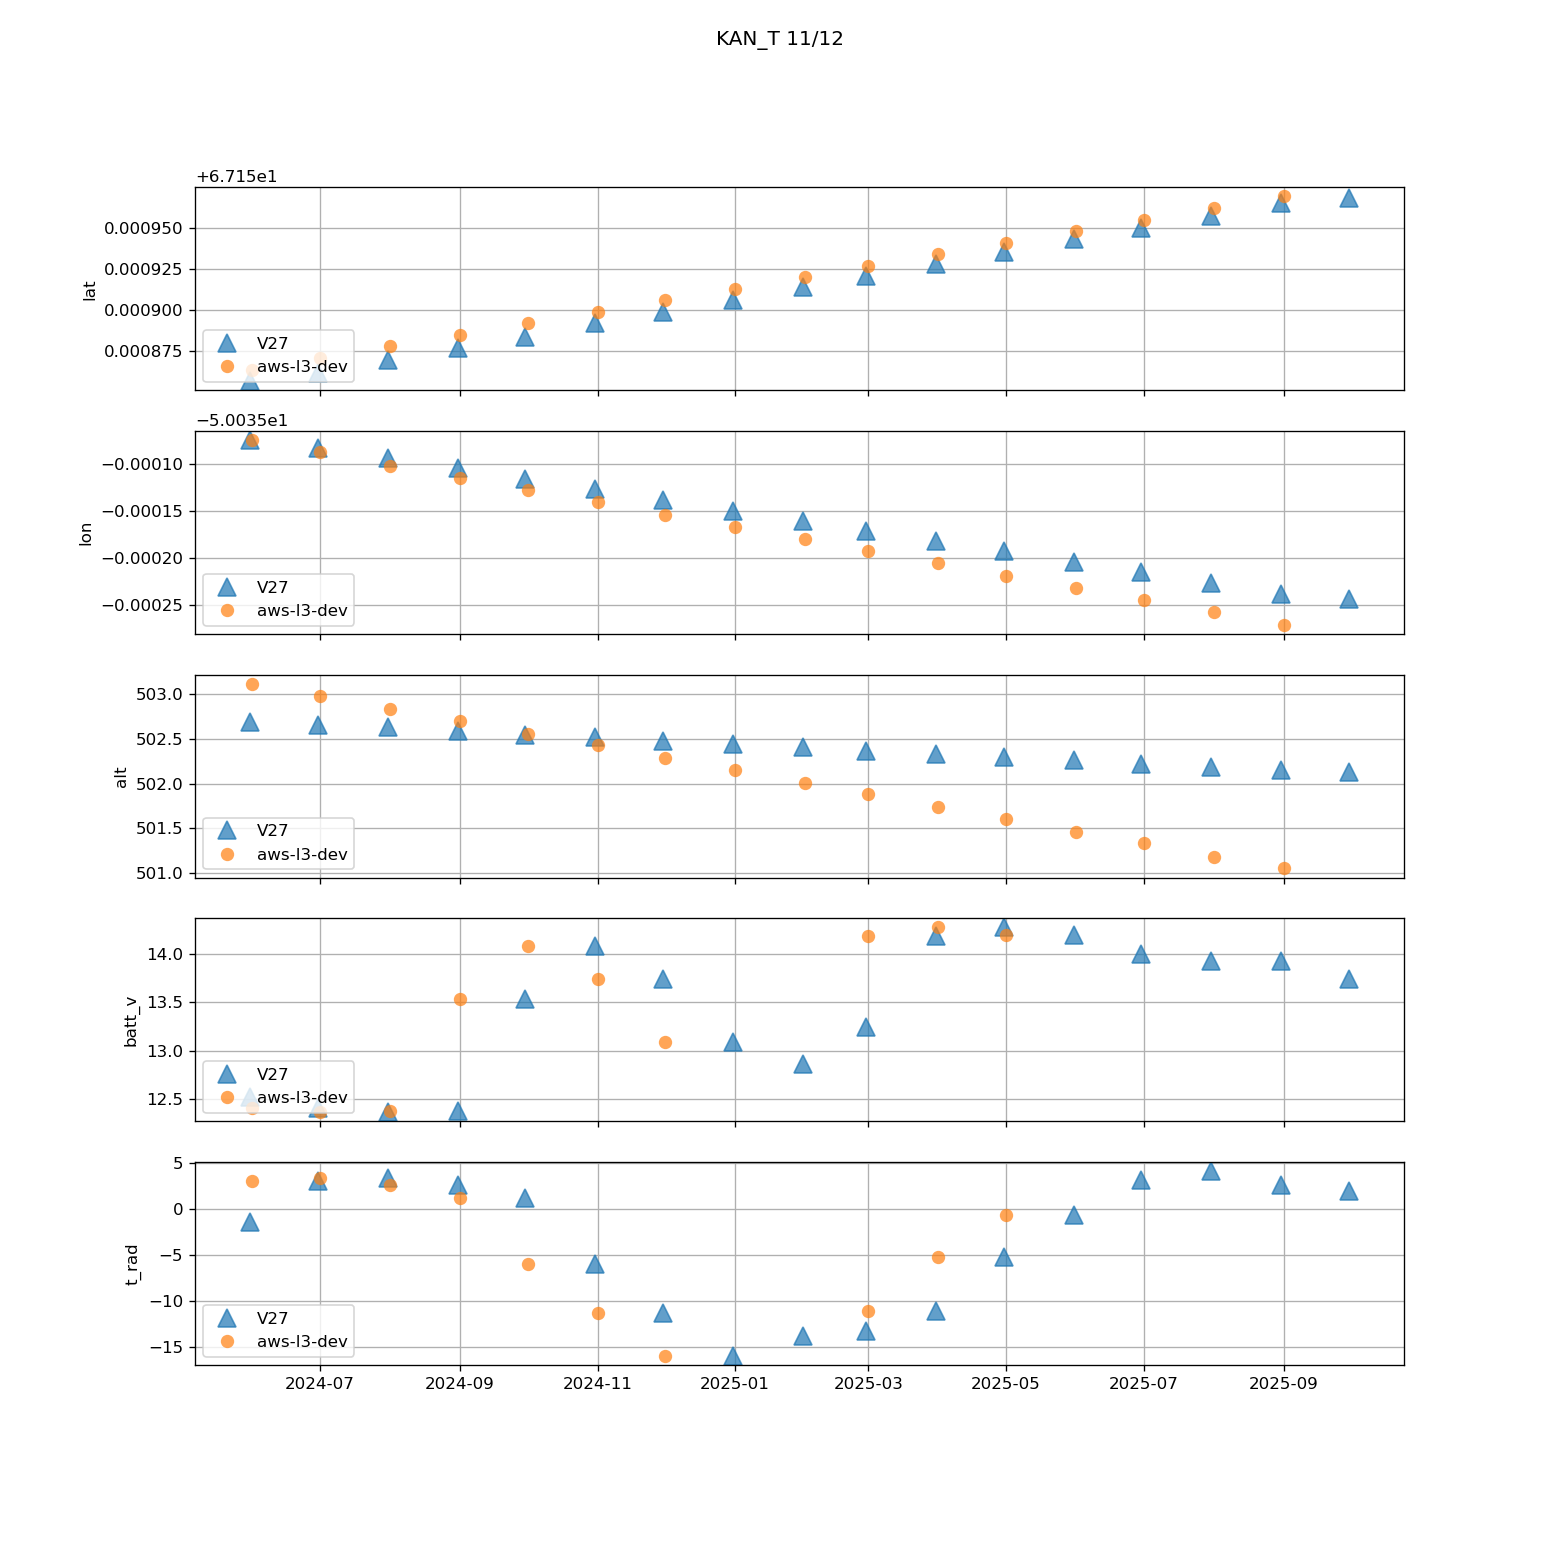 KAN_T 11/12
+6.715e1
0.000950
0.000925
0.000900
0.000875
lat
V27
aws-l3-dev
−5.0035e1
−0.00010
−0.00015
−0.00020
−0.00025
lon
V27
aws-l3-dev
503.0
502.5
502.0
501.5
501.0
alt
V27
aws-l3-dev
14.0
13.5
13.0
12.5
batt_v
V27
aws-l3-dev
5
0
−5
−10
−15
t_rad
V27
aws-l3-dev
2024-07 2024-09 2024-11 2025-01 2025-03 2025-05 2025-07 2025-09